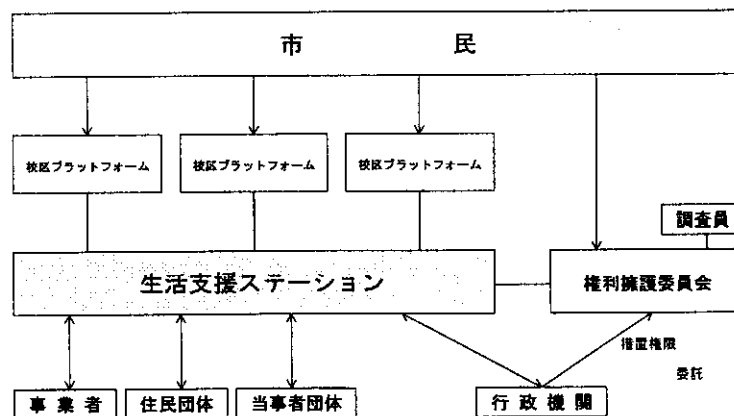 市民
校区プラットフォーム 校区プラットフォーム 校区プラットフォーム
調査員
生活支援ステーション 権利擁護委員会
措置権限
委託
事業者 住民団体 当事者団体 行政機関